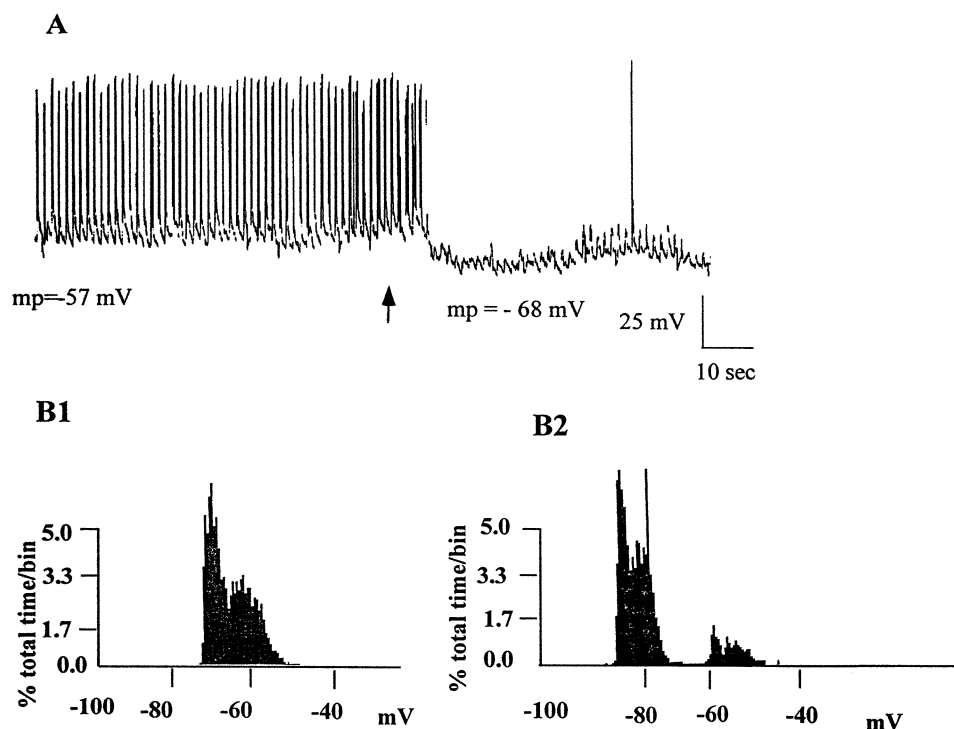 A
mp=-57 mV
mp = - 68 mV
25 mV
10 sec
B1
% total time/bin
5.0
3.3
1.7
0.0
-100
-80
-60
-40
mV
B2
% total time/bin
5.0
3.3
1.7
0.0
-100
-80
-60
-40
mV